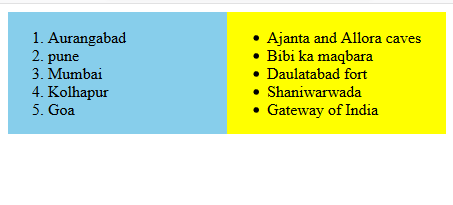 1. Aurangabad
2. pune
3. Mumbai
4. Kolhapur
5. Goa
• Ajanta and Allora caves
• Bibi ka maqbara
• Daulatabad fort
• Shaniwarwada
• Gateway of India